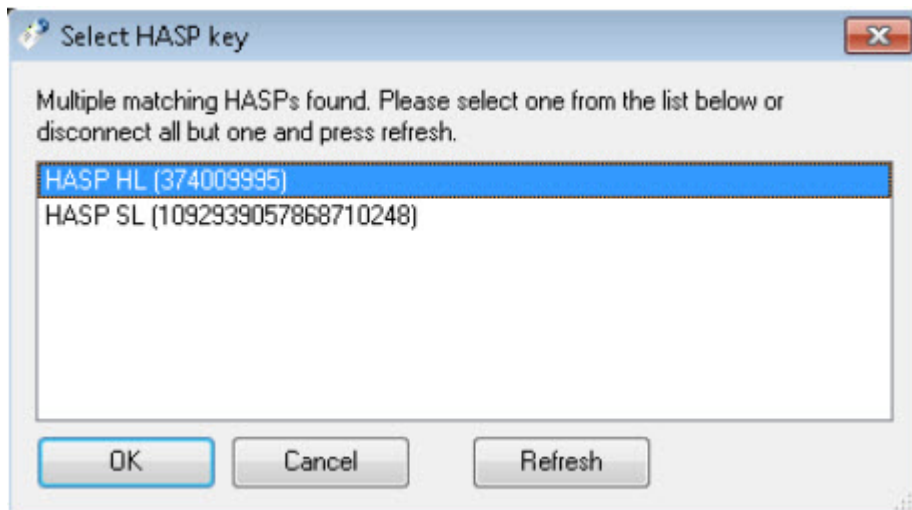 Select HASP key
Multiple matching HASPs found. Please select one from the list below or
disconnect all but one and press refresh.
HASP HL (374009995)
HASP SL (1092939057868710248)
OK Cancel Refresh